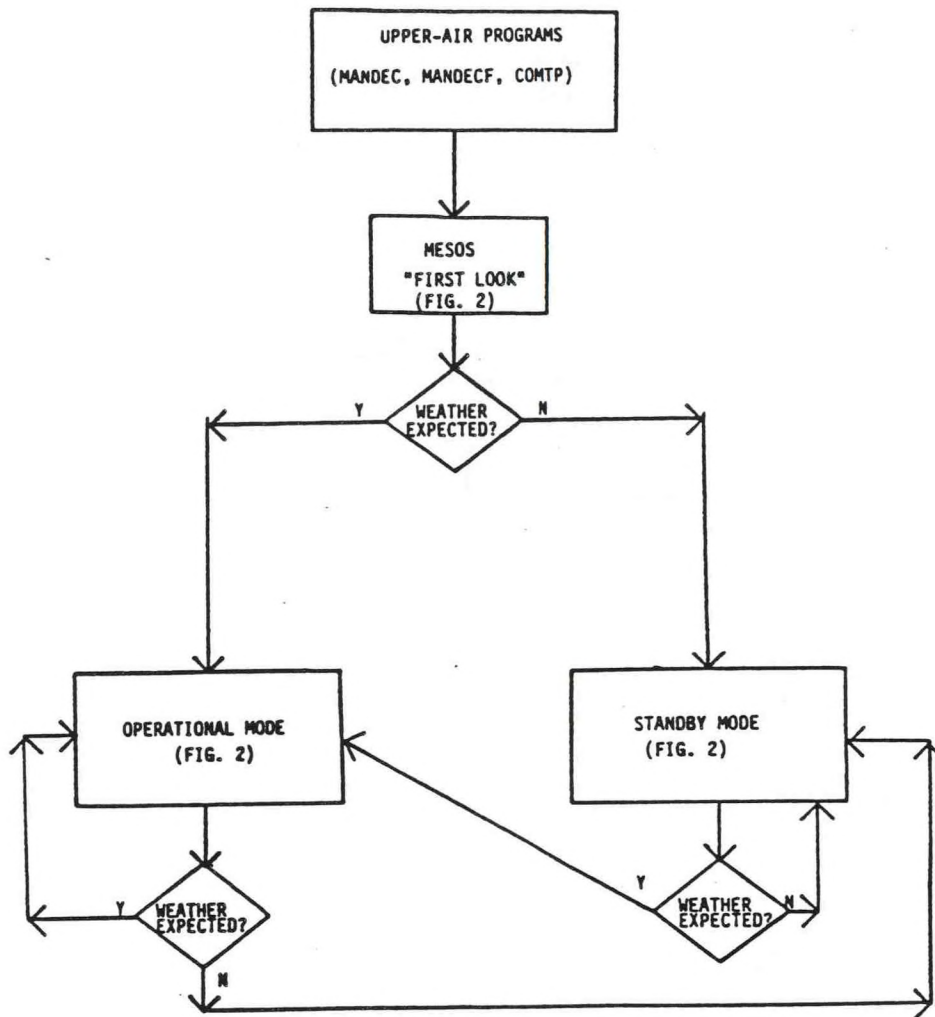 UPPER-AIR PROGRAMS
(MANDEC, MANDECF, COMTP)
MESOS
"FIRST LOOK"
(FIG. 2)
Y
WEATHER
EXPECTED?
N
OPERATIONAL MODE
(FIG. 2)
STANDBY MODE
(FIG. 2)
Y
WEATHER
EXPECTED?
N
Y
WEATHER
EXPECTED?
N